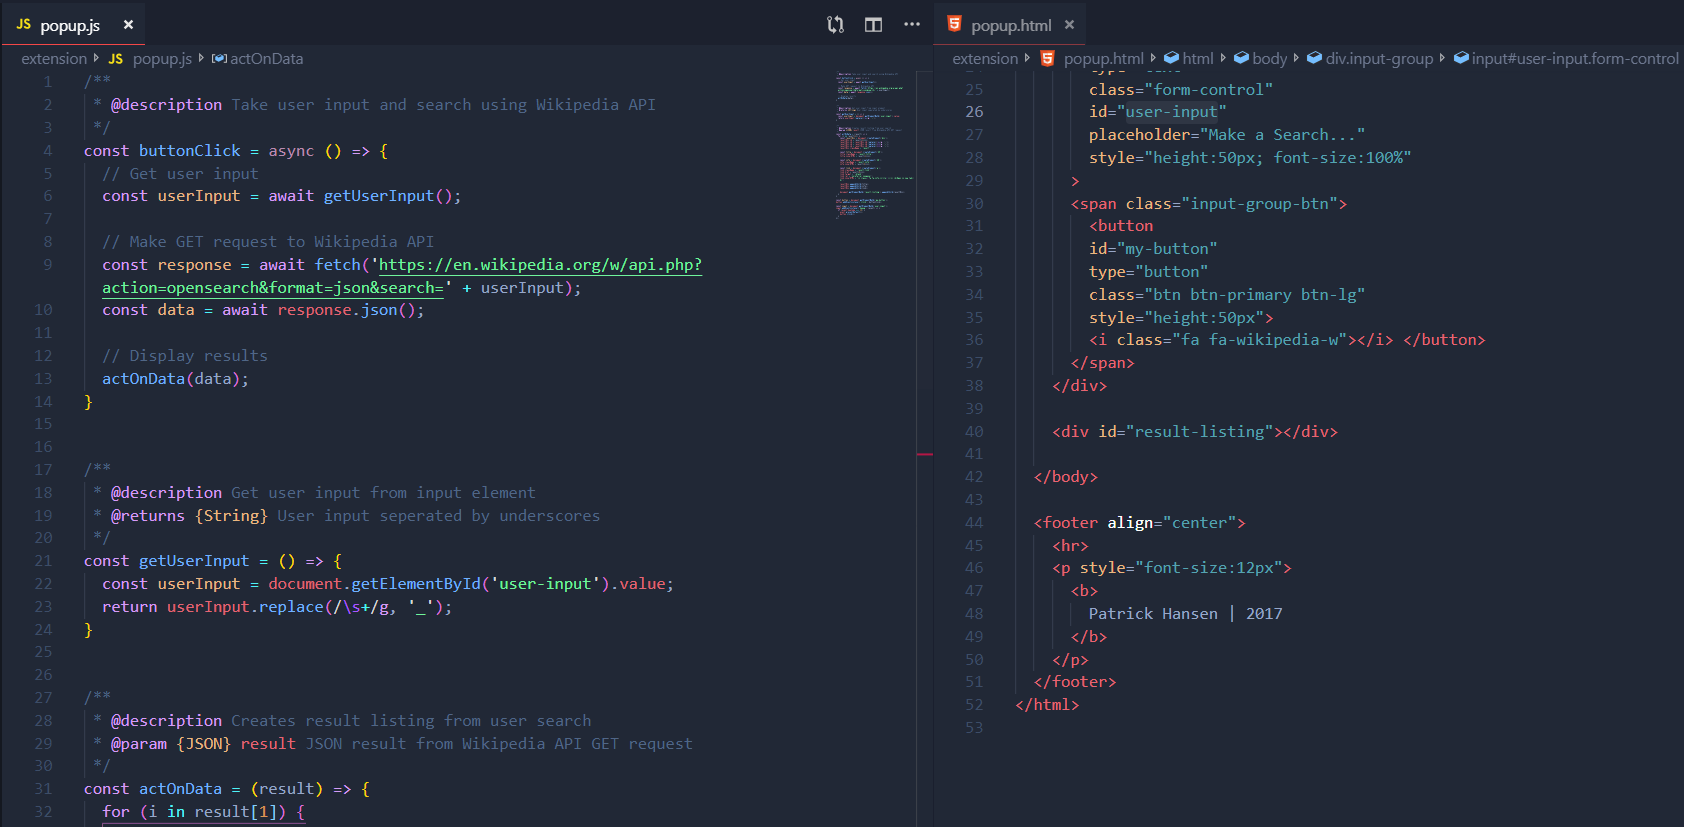 JS popup.js ×
extension JS popup.js actOnData
1 /**
2 * @description Take user input and search using Wikipedia API
3 */
4 const buttonClick = async () => {
5 // Get user input
6 const userInput = await getUserInput();
7
8 // Make GET request to Wikipedia API
9 const response = await fetch('https://en.wikipedia.org/w/api.php?
action=opensearch&format=json&search=' + userInput);
10 const data = await response.json();
11
12 // Display results
13 actOnData(data);
14 }
15
16
17 /**
18 * @description Get user input from input element
19 * @returns {String} User input seperated by underscores
20 */
21 const getUserInput = () => {
22 const userInput = document.getElementById('user-input').value;
23 return userInput.replace(/\s+/g, '_');
24 }
25
26
27 /**
28 * @description Creates result listing from user search
29 * @param {JSON} result JSON result from Wikipedia API GET request
30 */
31 const actOnData = (result) => {
32 for (i in result[1]) {
popup.html ×
extension popup.html html body div.input-group input#user-input.form-control
25 class="form-control"
26 id="user-input"
27 placeholder="Make a Search..."
28 style="height:50px; font-size:100%"
29 >
30 <span class="input-group-btn">
31 <button
32 id="my-button"
33 type="button"
34 class="btn btn-primary btn-lg"
35 style="height:50px">
36 <i class="fa fa-wikipedia-w"></i> </button>
37 </span>
38 </div>
39
40 <div id="result-listing"></div>
41
42 </body>
43
44 <footer align="center">
45 <hr>
46 <p style="font-size:12px">
47 <b>
48 Patrick Hansen | 2017
49 </b>
50 </p>
51 </footer>
52 </html>
53